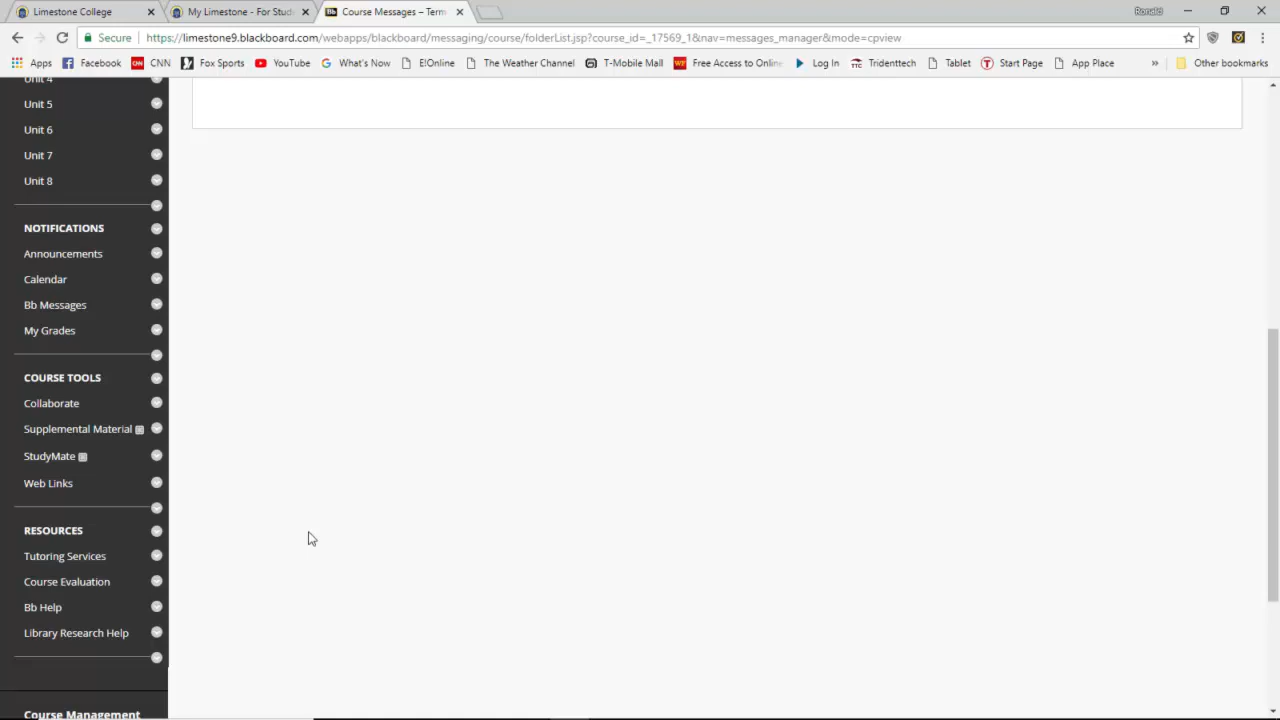 Limestone College
My Limestone - For Stude
Course Messages – Term
Ronald
Secure
https://limestone9.blackboard.com/webapps/blackboard/messaging/course/folderList.jsp?course_id=_17569_1&nav=messages_manager&mode=cpview
Apps Facebook CNN Fox Sports YouTube What's Now E!Online The Weather Channel T-Mobile Mall Free Access to Online Log In Tridenttech Tablet Start Page App Place » Other bookmarks
Unit 4
Unit 5
Unit 6
Unit 7
Unit 8
NOTIFICATIONS
Announcements
Calendar
Bb Messages
My Grades
COURSE TOOLS
Collaborate
Supplemental Material
StudyMate
Web Links
RESOURCES
Tutoring Services
Course Evaluation
Bb Help
Library Research Help
Course Management